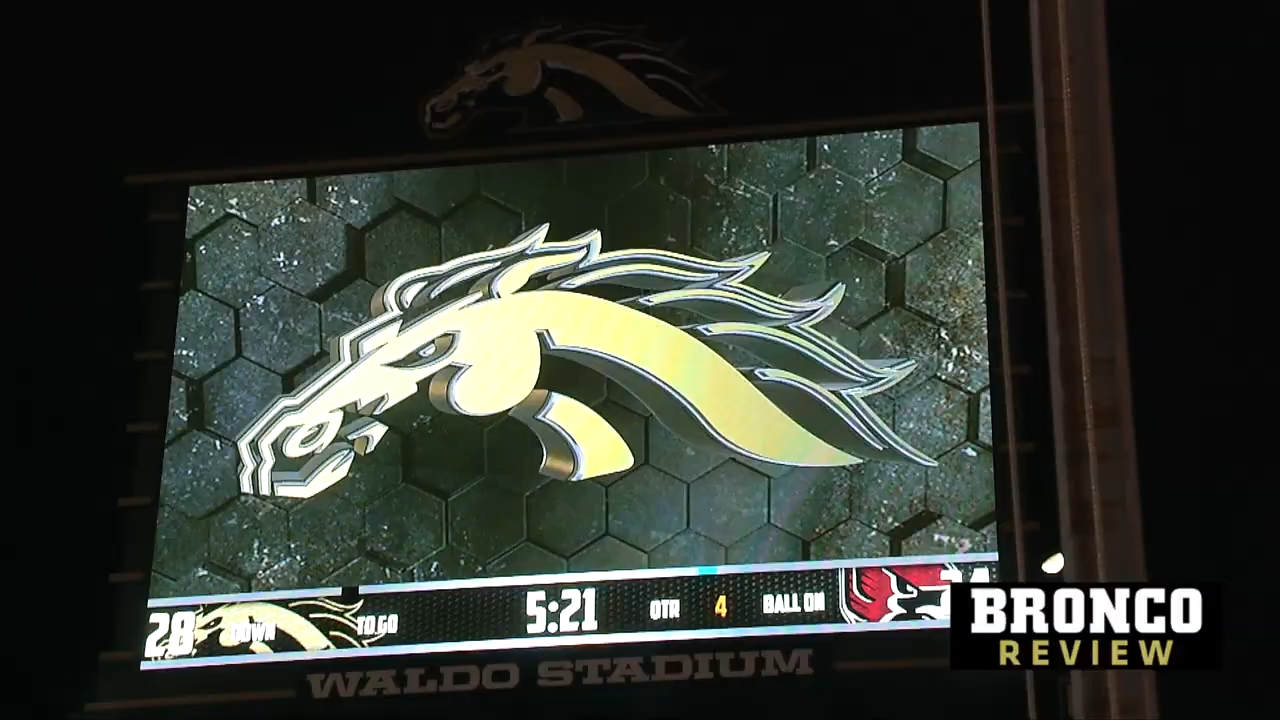 28 DOWN TO GO 5:21 QTR 4 BALL ON
WALDO STADIUM
BRONCO
REVIEW